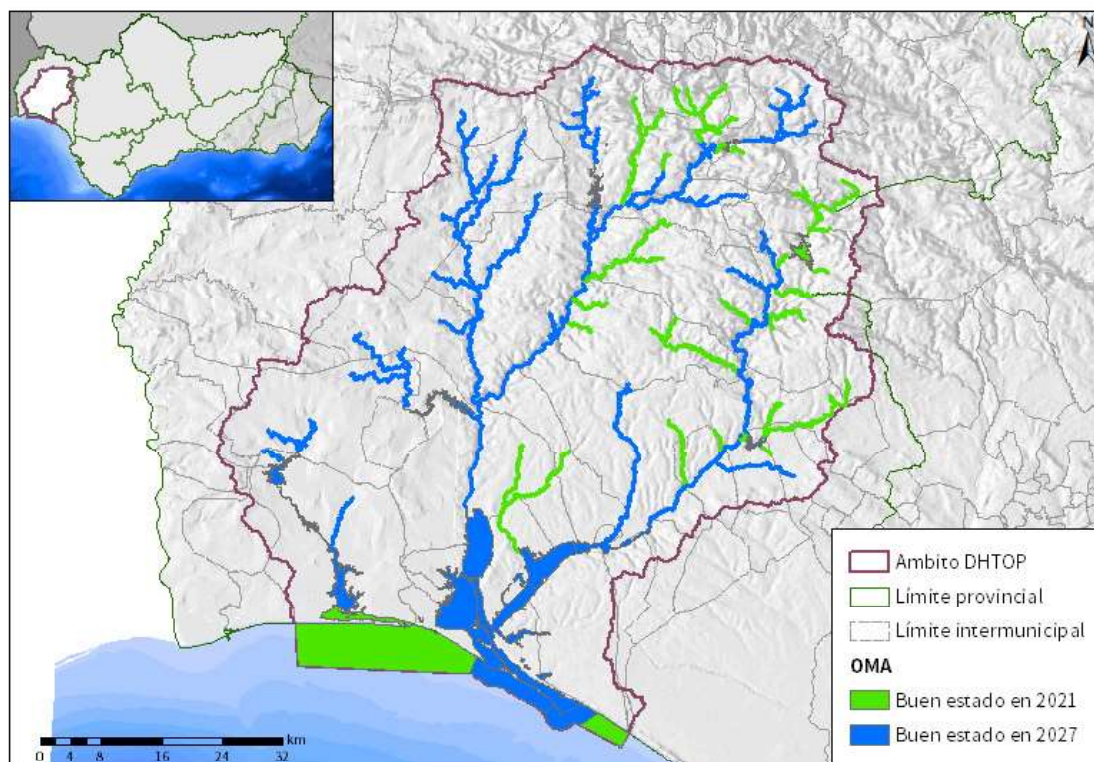 N
Ambito DHTOP
Límite provincial
Límite intermunicipal
OMA
Buen estado en 2021
Buen estado en 2027
km
0 4 8 16 24 32